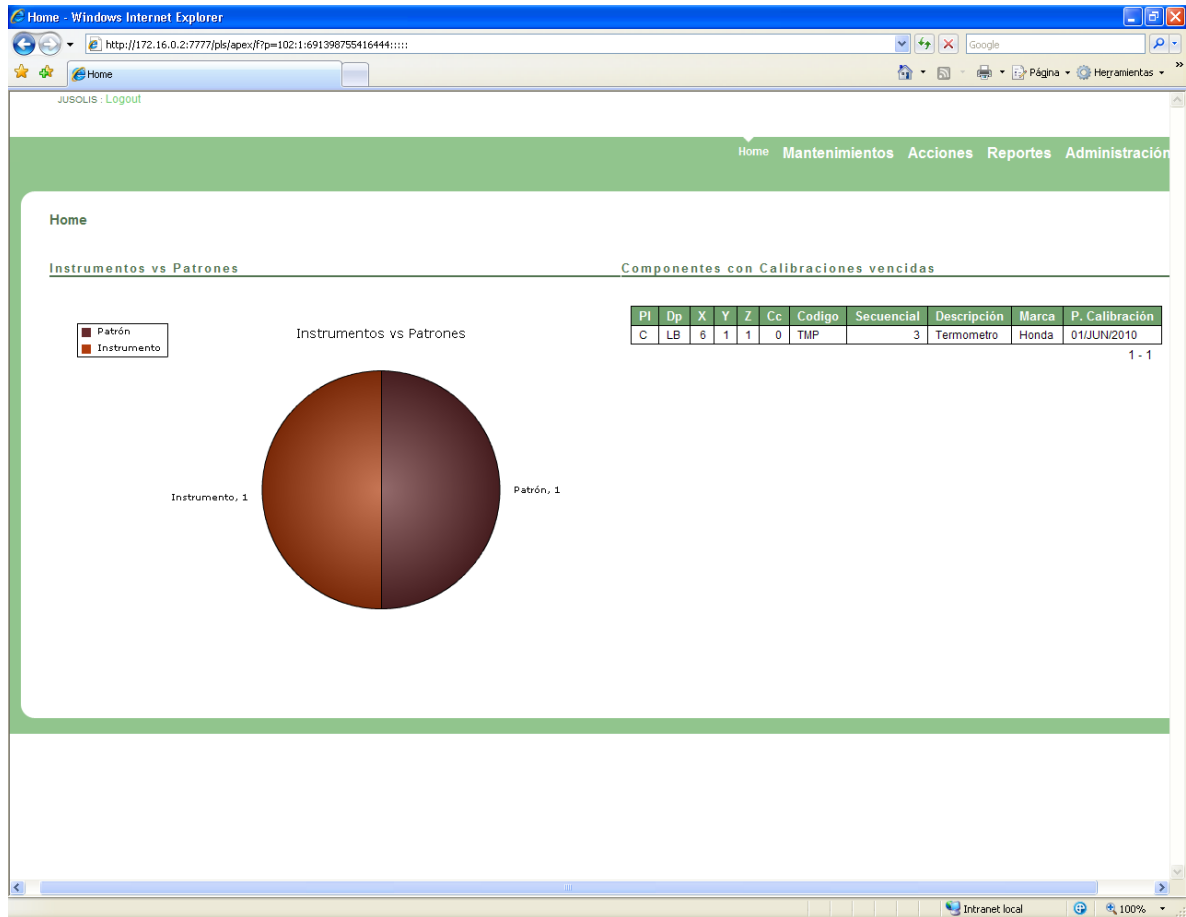 Home - Windows Internet Explorer
http://172.16.0.2:7777/pls/apex/f?p=102:1:691398755416444:::::
Google
Home
Página
Herramientas
»
JUSOLIS : Logout
Home Mantenimientos Acciones Reportes Administración
Home
Instrumentos vs Patrones
Componentes con Calibraciones vencidas
Patrón
Instrumento
Instrumentos vs Patrones
Instrumento, 1
Patrón, 1
Pl Dp X Y Z Cc Codigo Secuencial Descripción Marca P. Calibración
C LB 6 1 1 0 TMP 3 Termometro Honda 01/JUN/2010
1 - 1
Intranet local
100%